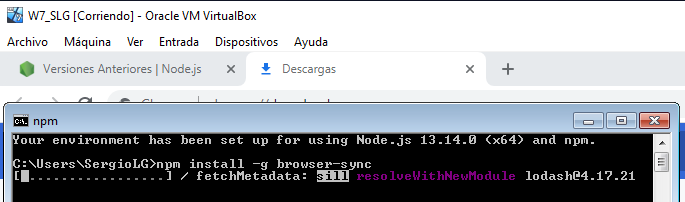 W7_SLG [Corriendo] - Oracle VM VirtualBox
Archivo Máquina Ver Entrada Dispositivos Ayuda
Versiones Anteriores | Node.js Descargas
npm
Your environment has been set up for using Node.js 13.14.0 (x64) and npm.
C:\Users\SergioLG>npm install -g browser-sync
[ ................] / fetchMetadata: sill resolveWithNewModule lodash@4.17.21